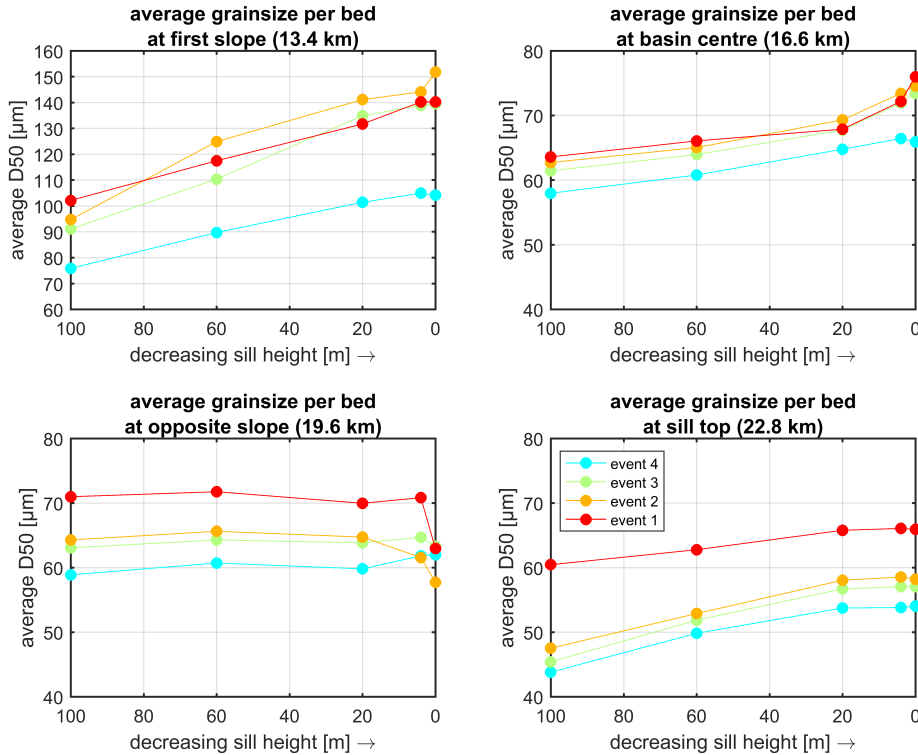 average grainsize per bed
at first slope (13.4 km)
160
150
140
130
120
110
100
90
80
70
60
average D50 [µm]
100 80 60 40 20 0
decreasing sill height [m] →
average grainsize per bed
at basin centre (16.6 km)
80
70
60
50
40
average D50 [µm]
100 80 60 40 20 0
decreasing sill height [m] →
average grainsize per bed
at opposite slope (19.6 km)
80
70
60
50
40
average D50 [µm]
100 80 60 40 20 0
decreasing sill height [m] →
average grainsize per bed
at sill top (22.8 km)
80
70
60
50
40
average D50 [µm]
event 4
event 3
event 2
event 1
100 80 60 40 20 0
decreasing sill height [m] →